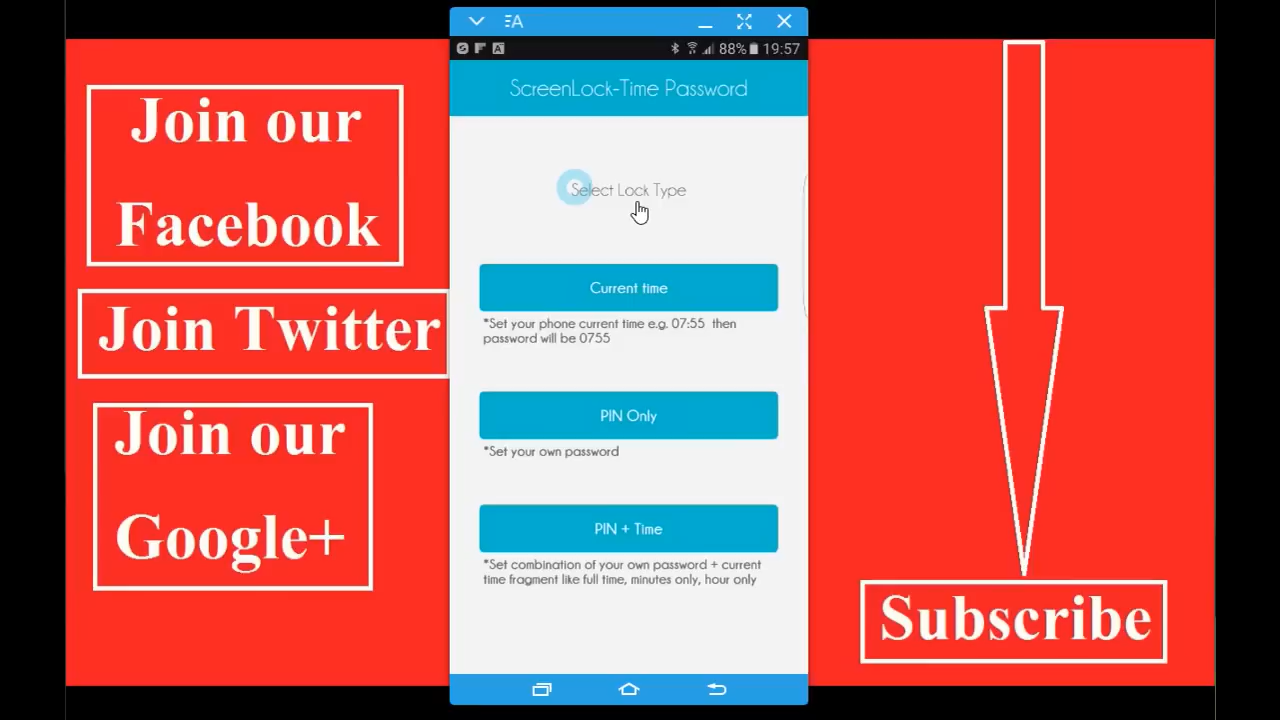 Join our
Facebook
Join Twitter
Join our
Google+
A
88% 19:57
ScreenLock-Time Password
Select Lock Type
Current time
*Set your phone current time e.g. 07:55 then
password will be 0755
PIN Only
*Set your own password
PIN + Time
*Set combination of your own password + current
time fragment like full time, minutes only, hour only
Subscribe